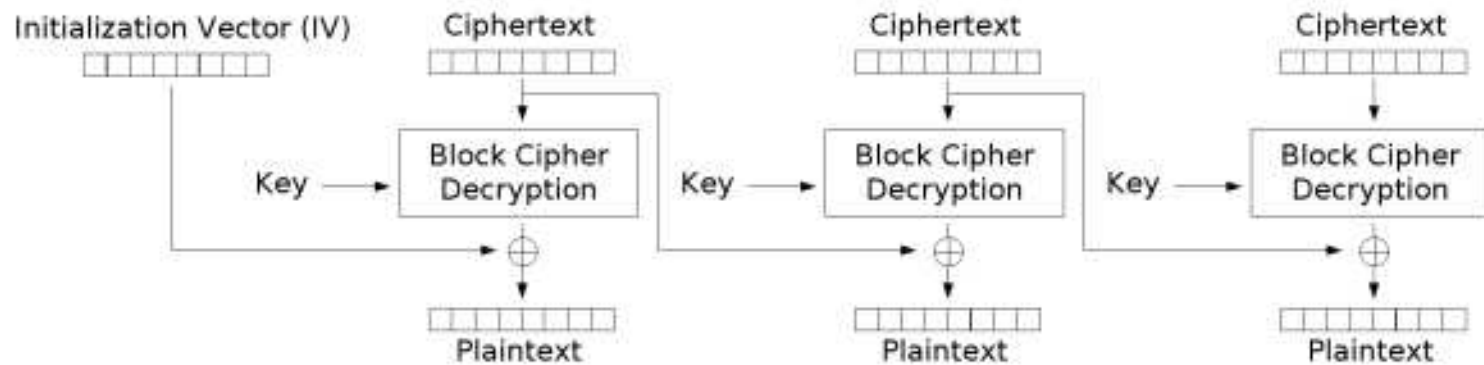 Initialization Vector (IV)
Ciphertext
Ciphertext
Ciphertext
Key
Block Cipher
Decryption
Key
Block Cipher
Decryption
Key
Block Cipher
Decryption
Plaintext
Plaintext
Plaintext